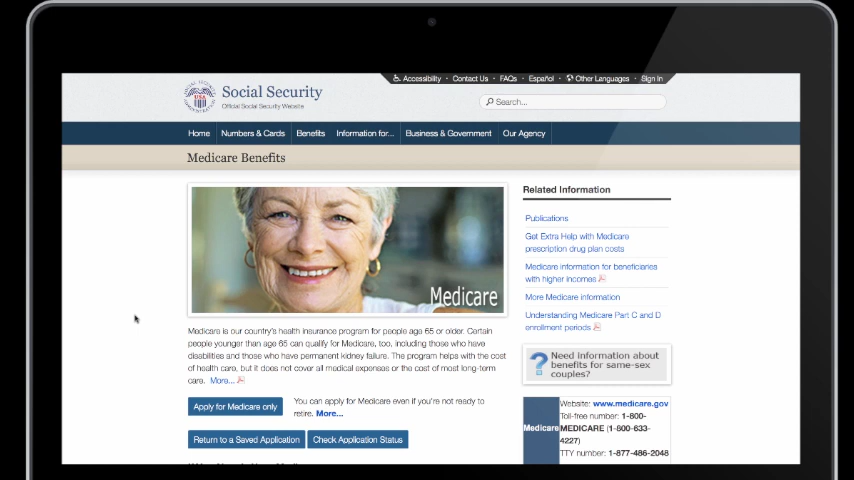 Accessibility · Contact Us · FAQs · Español · Other Languages · Sign In
USA
Social Security
Official Social Security Website
Search...
Home
Numbers & Cards
Benefits
Information for...
Business & Government
Our Agency
Medicare Benefits
Medicare
Medicare is our country's health insurance program for people age 65 or older. Certain
people younger than age 65 can qualify for Medicare, too, including those who have
disabilities and those who have permanent kidney failure. The program helps with the cost
of health care, but it does not cover all medical expenses or the cost of most long-term
care. More...
Apply for Medicare only
You can apply for Medicare even if you're not ready to
retire. More...
Return to a Saved Application
Check Application Status
Related Information
Publications
Get Extra Help with Medicare
prescription drug plan costs
Medicare information for beneficiaries
with higher incomes
More Medicare information
Understanding Medicare Part C and D
enrollment periods
Need information about
benefits for same-sex
couples?
Medicare
Website: www.medicare.gov
Toll-free number: 1-800-
MEDICARE (1-800-633-
4227)
TTY number: 1-877-486-2048